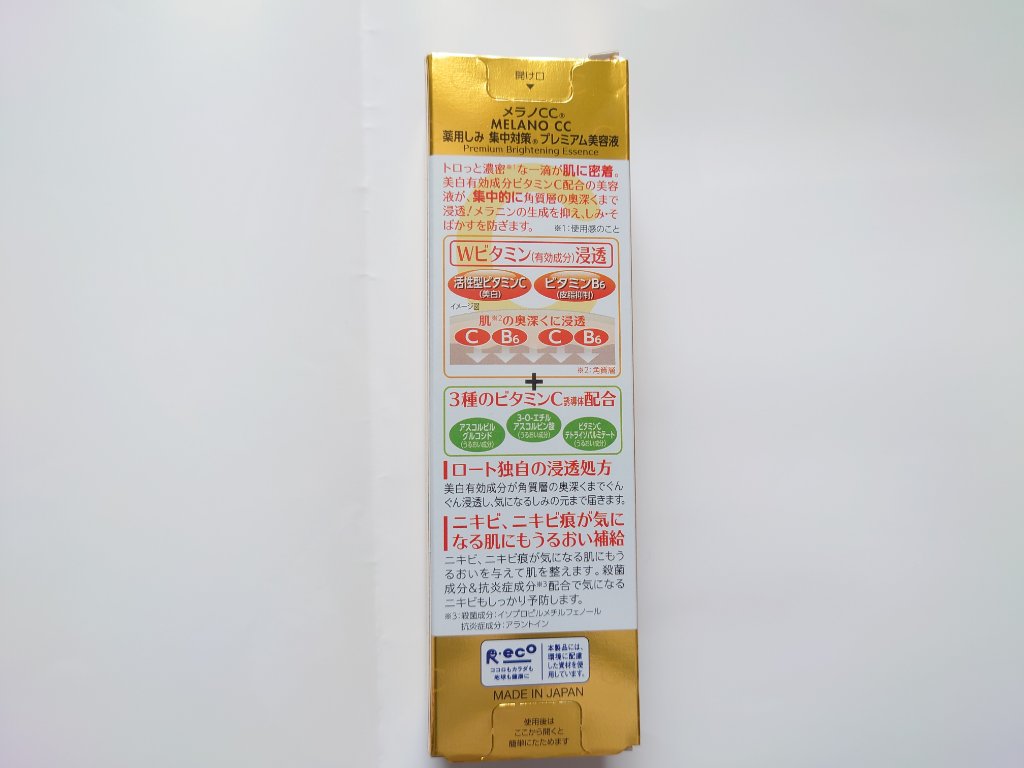 開け口
メラノCC®
MELANO CC
薬用しみ 集中対策® プレミアム美容液
Premium Brightening Essence
トロっと濃密※1な一滴が肌に密着。
美白有効成分ビタミンC配合の美容
液が、集中的に角質層の奥深くまで
浸透!メラニンの生成を抑え、しみ・そ
ばかすを防ぎます。 ※1:使用感のこと
Wビタミン(有効成分)浸透
活性型ビタミンC ビタミンB6
(美白) (皮脂抑制)
イメージ図
肌※2の奥深くに浸透
C B6 C B6
※2:角質層
+
3種のビタミンC誘導体配合
アスコルビル
グルコシド
(うるおい成分)
3-O-エチル
アスコルビン酸
(うるおい成分)
ビタミンC
テトライソパルミテート
(うるおい成分)
ロート独自の浸透処方
美白有効成分が角質層の奥深くまでぐん
ぐん浸透し、気になるしみの元まで届きます。
ニキビ、ニキビ痕が気に
なる肌にもうるおい補給
ニキビ、ニキビ痕が気になる肌にもう
るおいを与えて肌を整えます。殺菌
成分&抗炎症成分※3配合で気になる
ニキビもしっかり予防します。
※3:殺菌成分:イソプロピルメチルフェノール
抗炎症成分:アラントイン
R・eco
ココロもカラダも
地球も健康に
本製品には、
環境に配慮
した資材を使
用しています。
MADE IN JAPAN
使用後は
ここから開くと
簡単にたためます